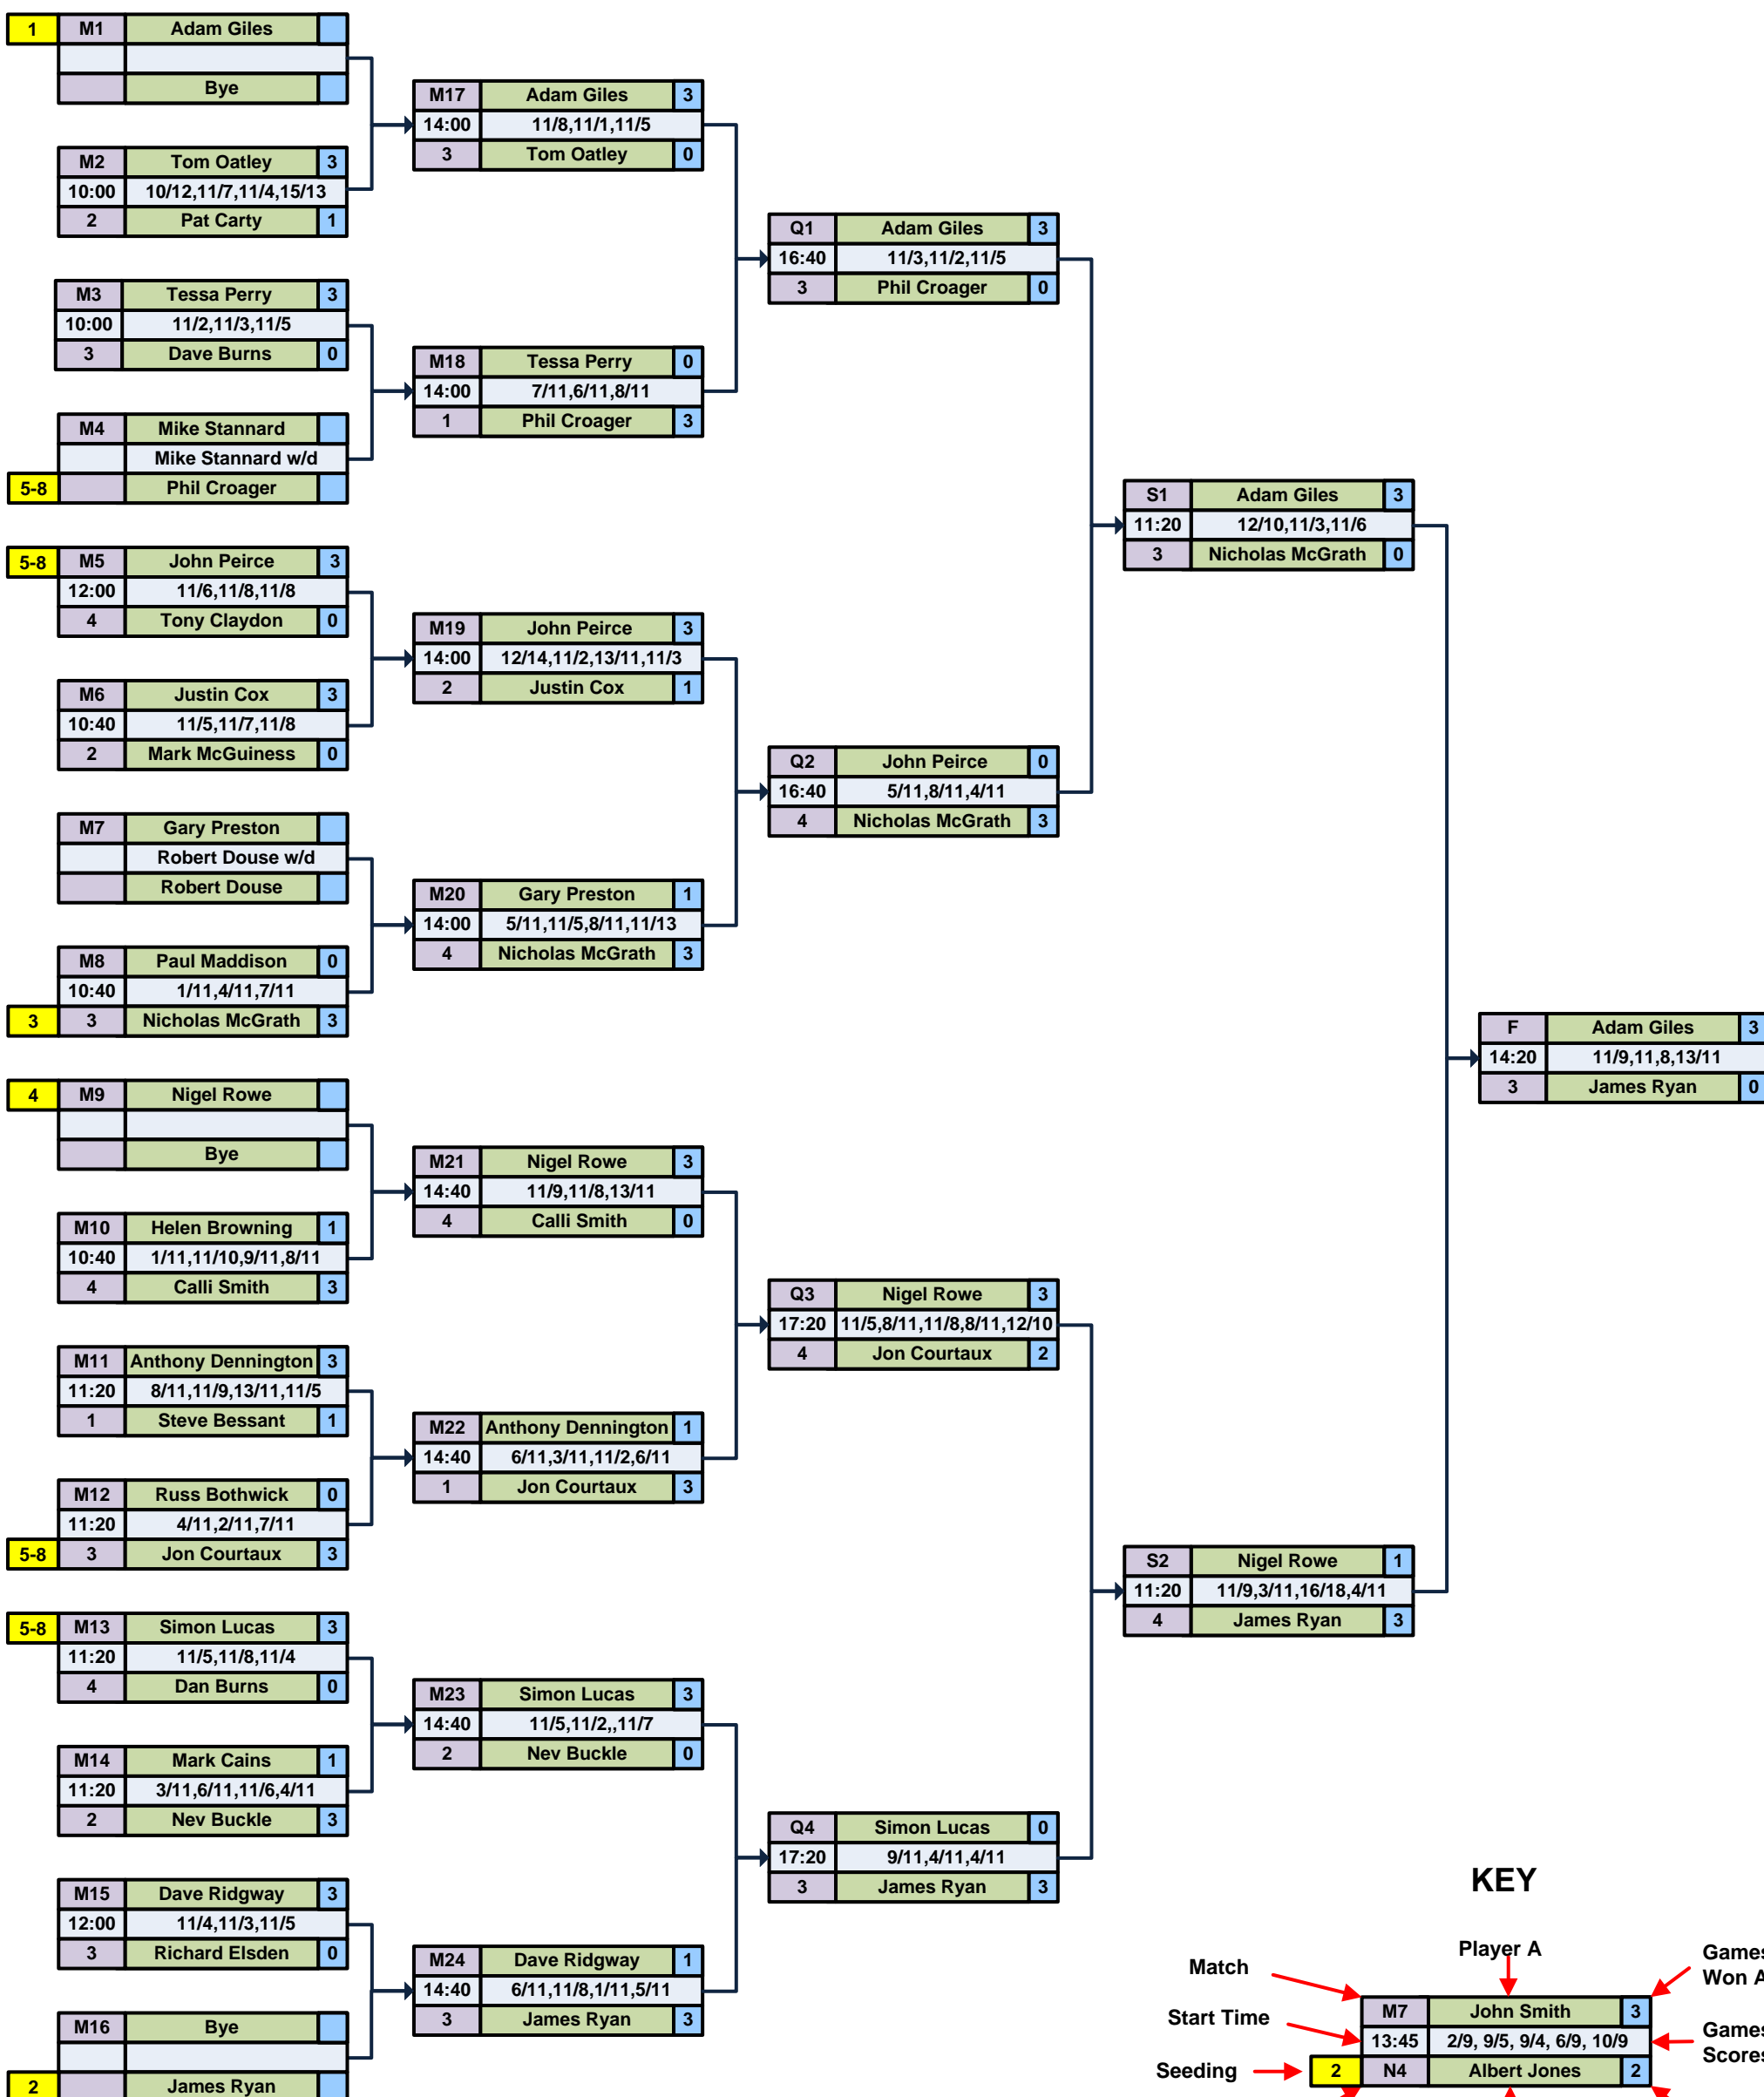 1 M1 Adam Giles
Bye
M2 Tom Oatley 3
10:00 10/12,11/7,11/4,15/13
2 Pat Carty 1
M3 Tessa Perry 3
10:00 11/2,11/3,11/5
3 Dave Burns 0
M4 Mike Stannard
Mike Stannard w/d
5-8 Phil Croager
5-8 M5 John Peirce 3
12:00 11/6,11/8,11/8
4 Tony Claydon 0
M6 Justin Cox 3
10:40 11/5,11/7,11/8
2 Mark McGuiness 0
M7 Gary Preston
Robert Douse w/d
Robert Douse
M8 Paul Maddison 0
10:40 1/11,4/11,7/11
3 3 Nicholas McGrath 3
4 M9 Nigel Rowe
Bye
M10 Helen Browning 1
10:40 1/11,11/10,9/11,8/11
4 Calli Smith 3
M11 Anthony Dennington 3
11:20 8/11,11/9,13/11,11/5
1 Steve Bessant 1
M12 Russ Bothwick 0
11:20 4/11,2/11,7/11
5-8 3 Jon Courtaux 3
5-8 M13 Simon Lucas 3
11:20 11/5,11/8,11/4
4 Dan Burns 0
M14 Mark Cains 1
11:20 3/11,6/11,11/6,4/11
2 Nev Buckle 3
M15 Dave Ridgway 3
12:00 11/4,11/3,11/5
3 Richard Elsden 0
M16 Bye
2 James Ryan
M17 Adam Giles 3
14:00 11/8,11/1,11/5
3 Tom Oatley 0
M18 Tessa Perry 0
14:00 7/11,6/11,8/11
1 Phil Croager 3
M19 John Peirce 3
14:00 12/14,11/2,13/11,11/3
2 Justin Cox 1
M20 Gary Preston 1
14:00 5/11,11/5,8/11,11/13
4 Nicholas McGrath 3
M21 Nigel Rowe 3
14:40 11/9,11/8,13/11
4 Calli Smith 0
M22 Anthony Dennington 1
14:40 6/11,3/11,11/2,6/11
1 Jon Courtaux 3
M23 Simon Lucas 3
14:40 11/5,11/2,,11/7
2 Nev Buckle 0
M24 Dave Ridgway 1
14:40 6/11,11/8,1/11,5/11
3 James Ryan 3
Q1 Adam Giles 3
16:40 11/3,11/2,11/5
3 Phil Croager 0
Q2 John Peirce 0
16:40 5/11,8/11,4/11
4 Nicholas McGrath 3
Q3 Nigel Rowe 3
17:20 11/5,8/11,11/8,8/11,12/10
4 Jon Courtaux 2
Q4 Simon Lucas 0
17:20 9/11,4/11,4/11
3 James Ryan 3
S1 Adam Giles 3
11:20 12/10,11/3,11/6
3 Nicholas McGrath 0
S2 Nigel Rowe 1
11:20 11/9,3/11,16/18,4/11
4 James Ryan 3
F Adam Giles 3
14:20 11/9,11,8,13/11
3 James Ryan 0
KEY
Player A
Match
Games
Won A
M7 John Smith 3
Start Time
13:45 2/9, 9/5, 9/4, 6/9, 10/9
Games
Scores
Seeding
2 N4 Albert Jones 2